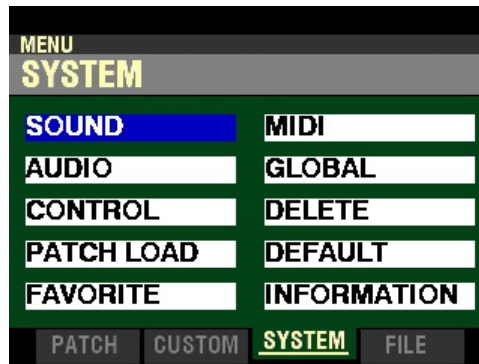 MENU
SYSTEM
SOUND
MIDI
AUDIO
GLOBAL
CONTROL
DELETE
PATCH LOAD
DEFAULT
FAVORITE
INFORMATION
PATCH CUSTOM SYSTEM FILE